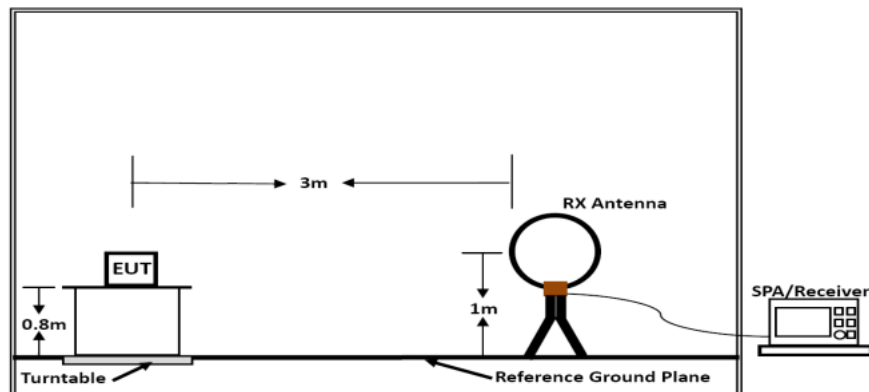 3m
RX Antenna
EUT
SPA/Receiver
0.8m
1m
Turntable
Reference Ground Plane